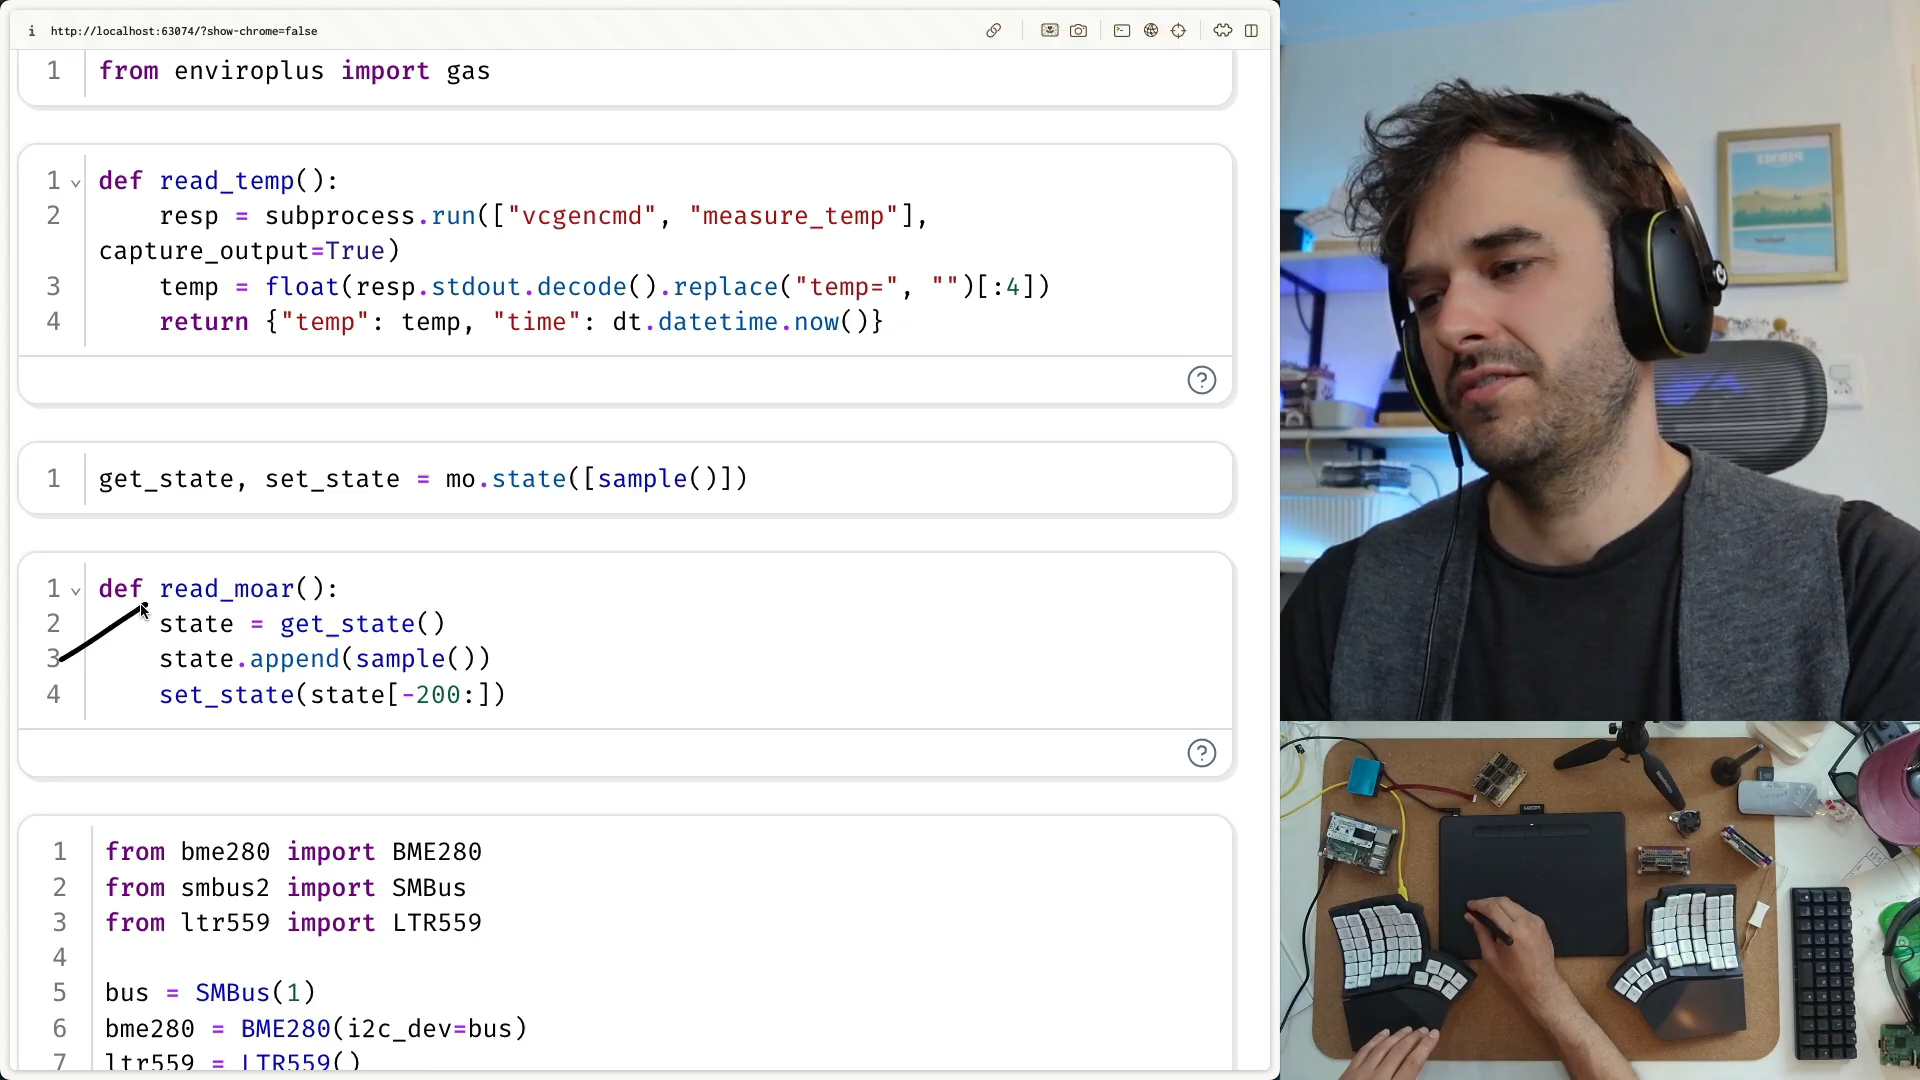 i http://localhost:63074/?show-chrome=false
1 from enviroplus import gas
1 def read_temp():
2 resp = subprocess.run(["vcgencmd", "measure_temp"],
capture_output=True)
3 temp = float(resp.stdout.decode().replace("temp=", "")[:4])
4 return {"temp": temp, "time": dt.datetime.now()}
?
1 get_state, set_state = mo.state([sample()])
1 def read_moar():
2 state = get_state()
3 state.append(sample())
4 set_state(state[-200:])
?
1 from bme280 import BME280
2 from smbus2 import SMBus
3 from ltr559 import LTR559
4
5 bus = SMBus(1)
6 bme280 = BME280(i2c_dev=bus)
7 ltr559 = LTR559()